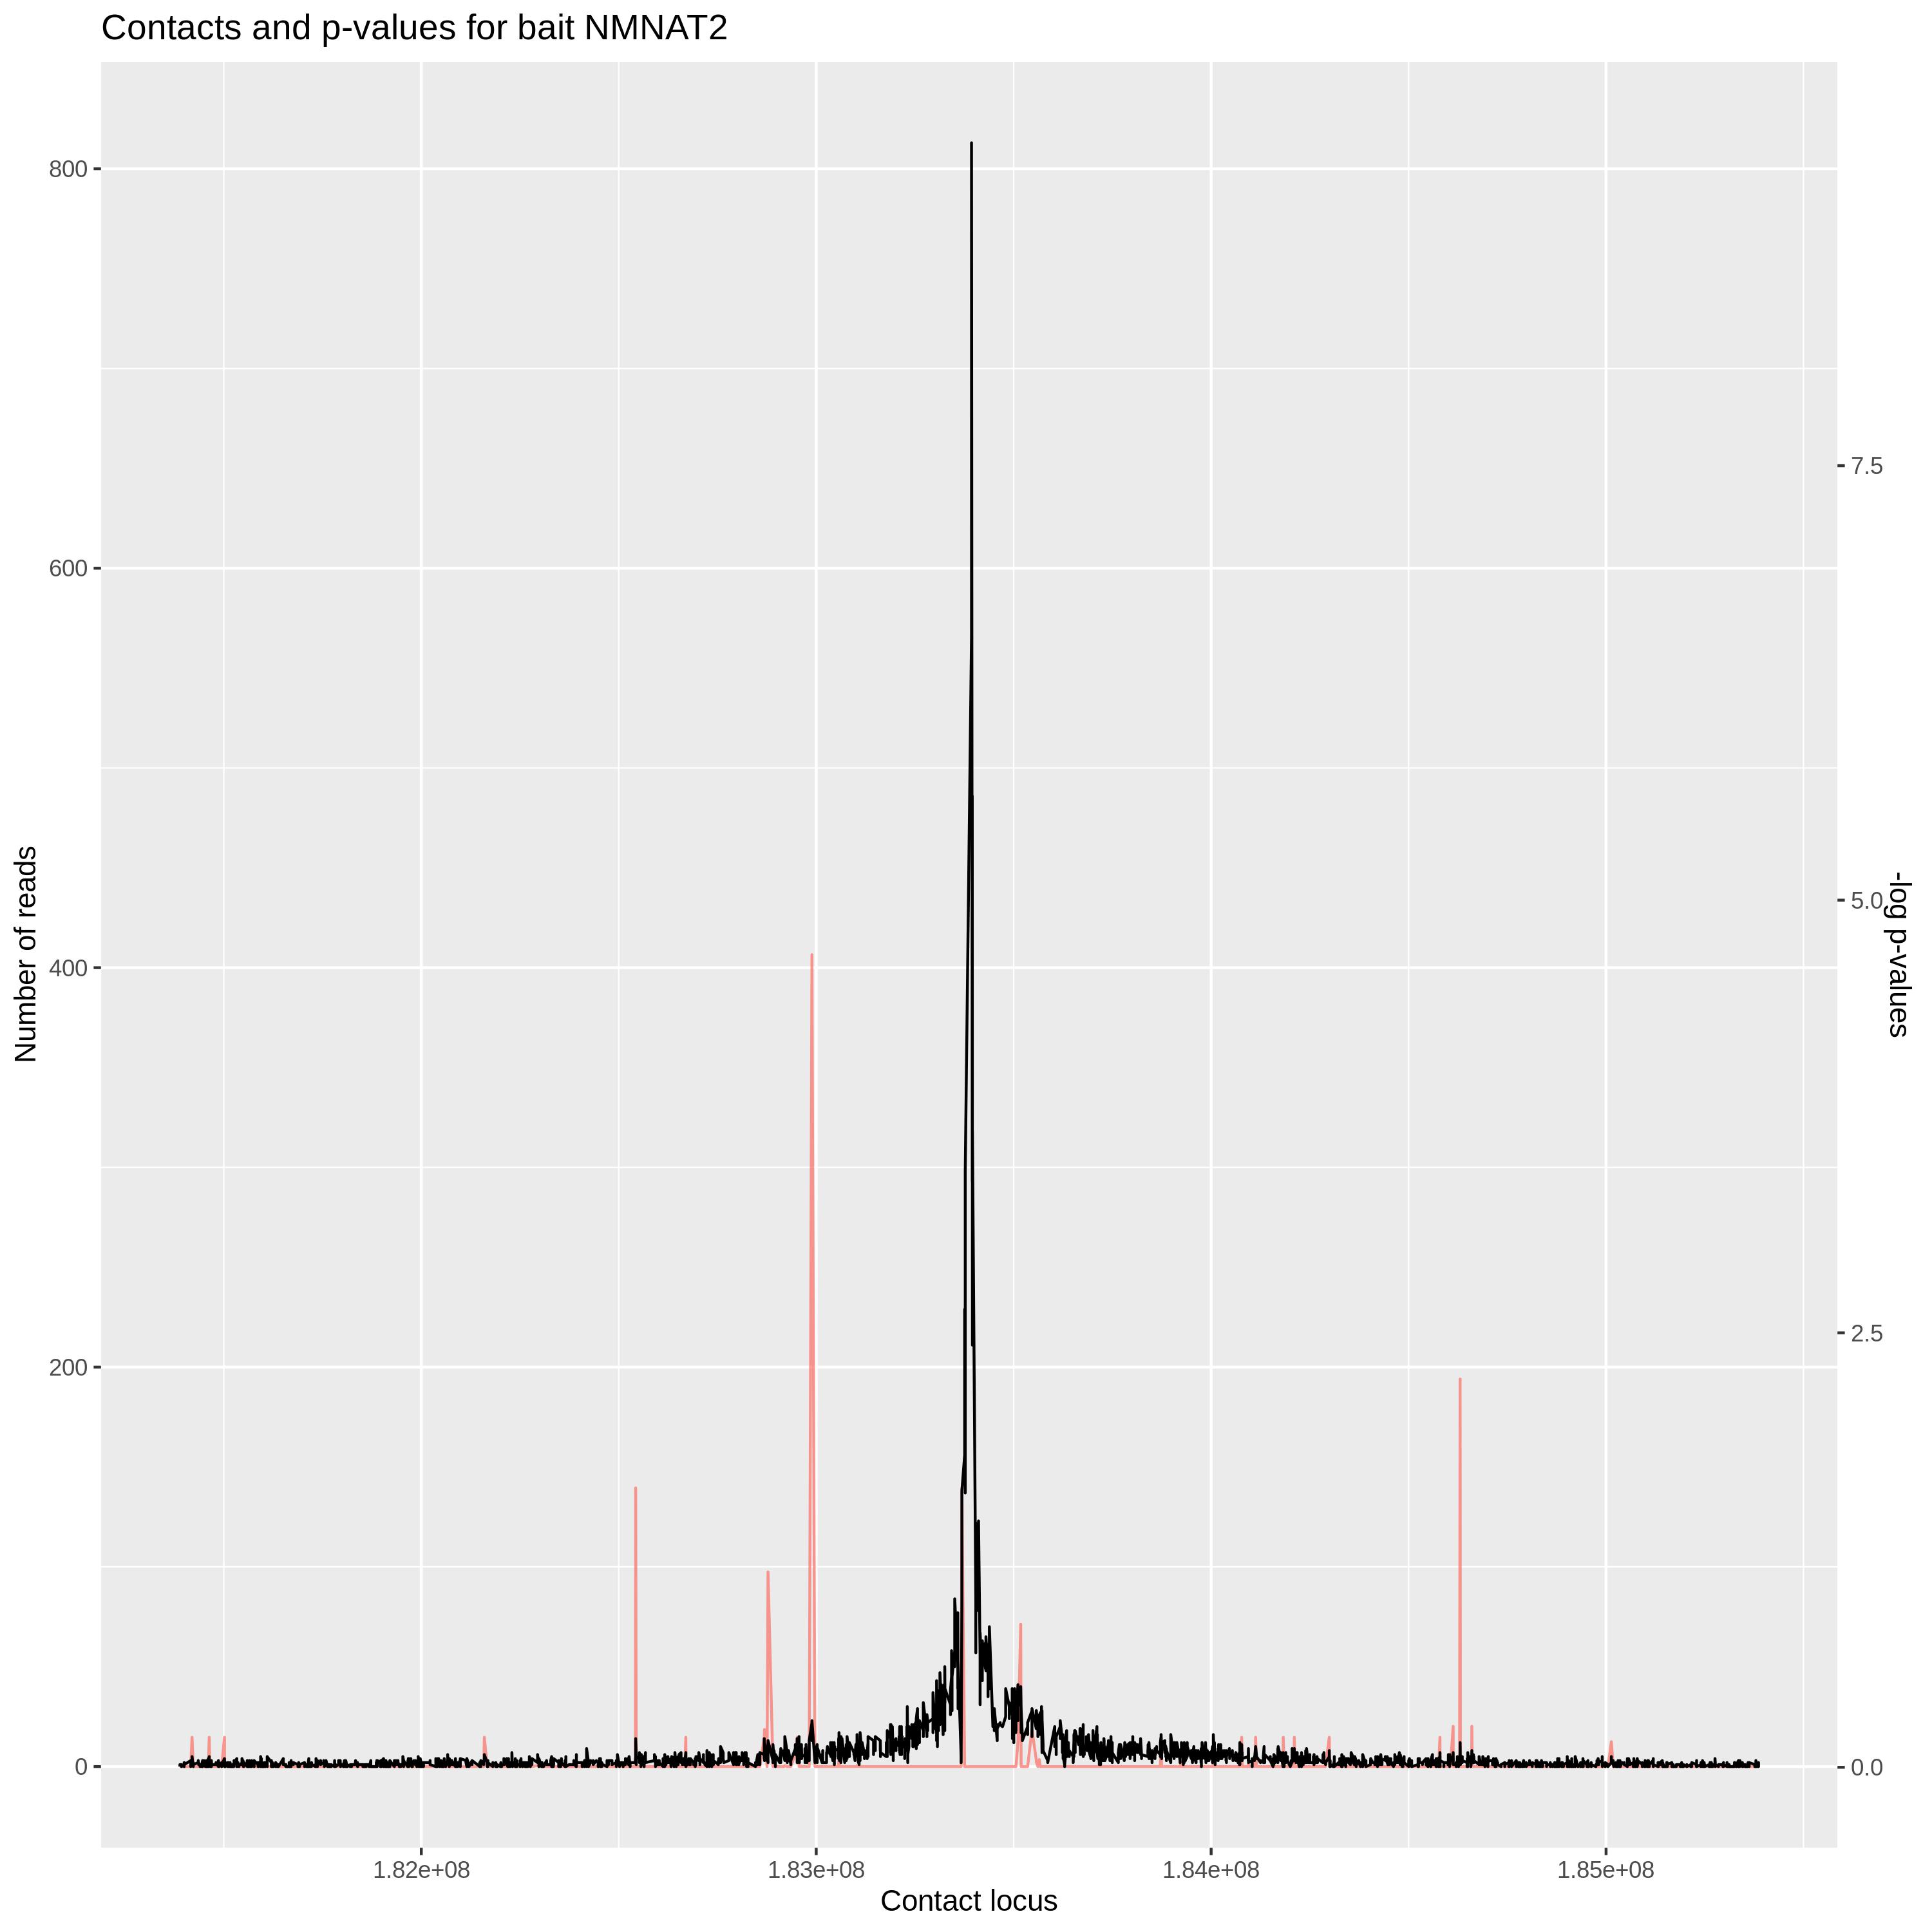 Contacts and p-values for bait NMNAT2
800
600
400
200
0
Number of reads
7.5
5.0
2.5
0.0
-log p-values
1.82e+08
1.83e+08
1.84e+08
1.85e+08
Contact locus